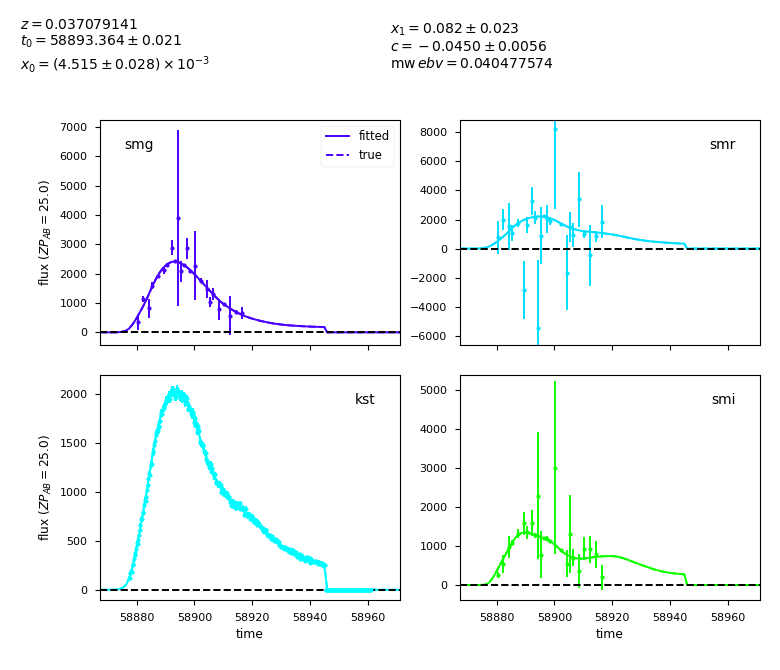 z = 0.037079141
t₀ = 58893.364 ± 0.021
x₀ = (4.515 ± 0.028) × 10⁻³
x₁ = 0.082 ± 0.023
c = −0.0450 ± 0.0056
mw ebv = 0.040477574
smg
fitted
true
7000
6000
5000
4000
3000
2000
1000
0
flux (ZP_AB = 25.0)
smr
8000
6000
4000
2000
0
−2000
−4000
−6000
kst
2000
1500
1000
500
0
flux (ZP_AB = 25.0)
58880 58900 58920 58940 58960
time
smi
5000
4000
3000
2000
1000
0
58880 58900 58920 58940 58960
time